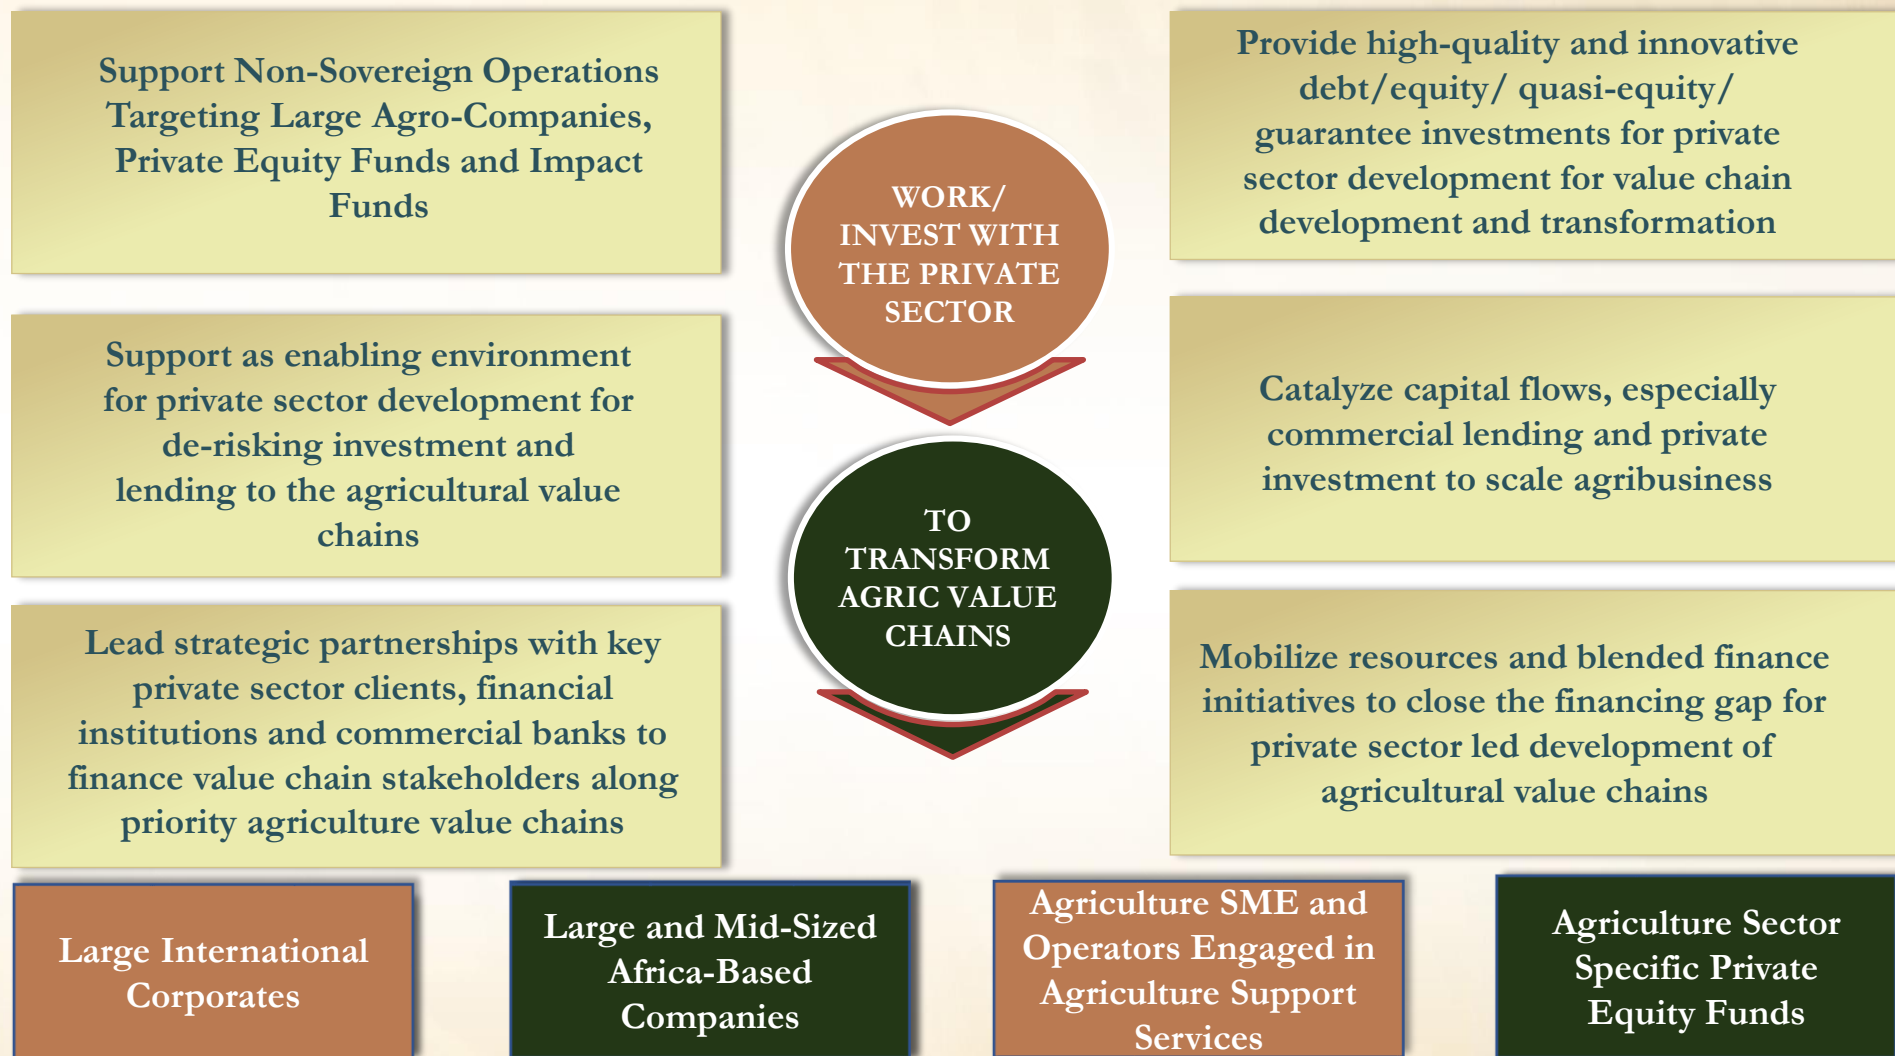 Support Non-Sovereign Operations
Targeting Large Agro-Companies,
Private Equity Funds and Impact
Funds
Support as enabling environment
for private sector development for
de-risking investment and
lending to the agricultural value
chains
Lead strategic partnerships with key
private sector clients, financial
institutions and commercial banks to
finance value chain stakeholders along
priority agriculture value chains
WORK/
INVEST WITH
THE PRIVATE
SECTOR
TO
TRANSFORM
AGRIC VALUE
CHAINS
Provide high-quality and innovative
debt/equity/ quasi-equity/
guarantee investments for private
sector development for value chain
development and transformation
Catalyze capital flows, especially
commercial lending and private
investment to scale agribusiness
Mobilize resources and blended finance
initiatives to close the financing gap for
private sector led development of
agricultural value chains
Large International
Corporates
Large and Mid-Sized
Africa-Based
Companies
Agriculture SME and
Operators Engaged in
Agriculture Support
Services
Agriculture Sector
Specific Private
Equity Funds